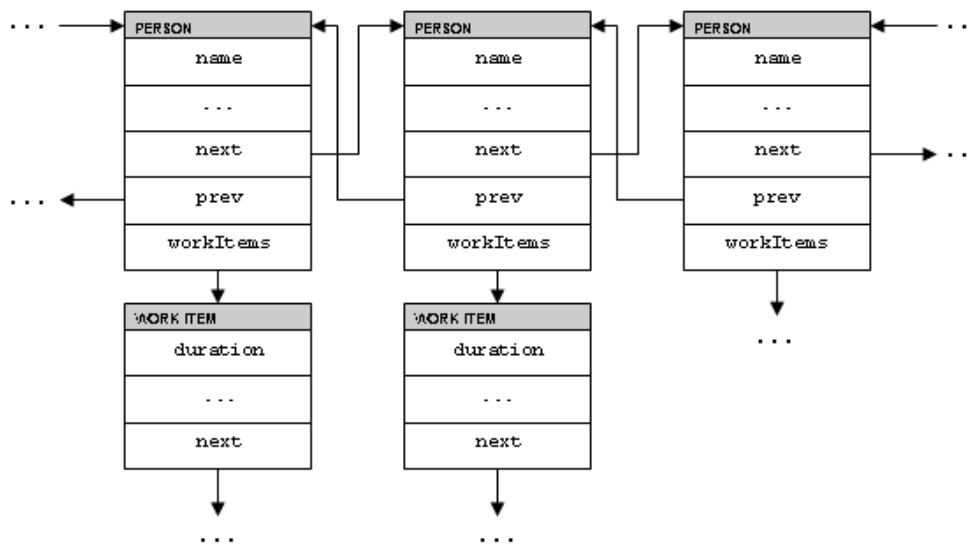 ... PERSON PERSON PERSON ...
name name name
... ... ...
next next next ...
... prev prev prev
workItems workItems workItems
WORK ITEM WORK ITEM
...
duration duration
... ...
next next
... ...